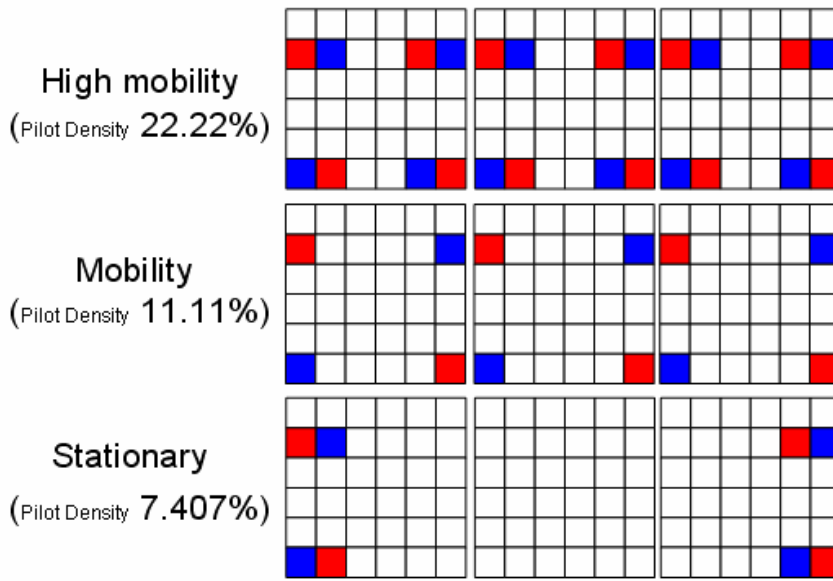 High mobility
(Pilot Density 22.22%)
Mobility
(Pilot Density 11.11%)
Stationary
(Pilot Density 7.407%)